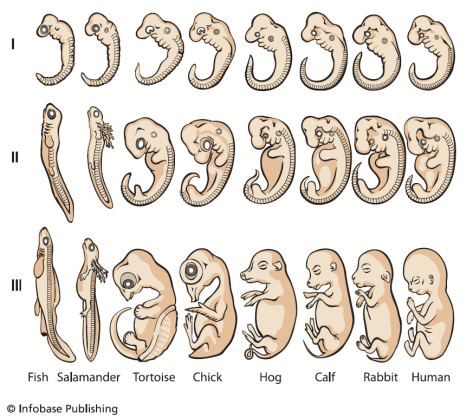 I
II
III
Fish Salamander Tortoise Chick Hog Calf Rabbit Human
© Infobase Publishing